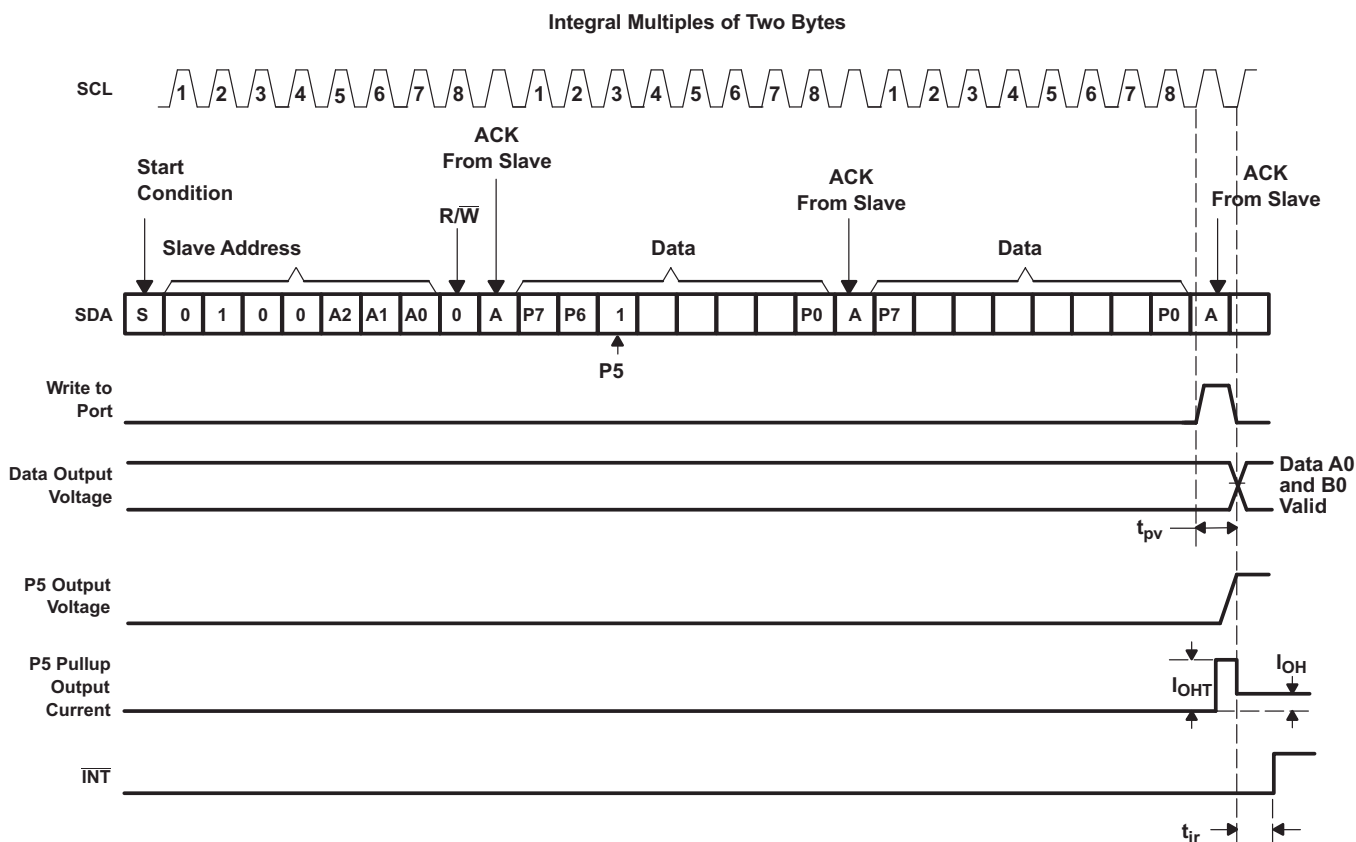 Integral Multiples of Two Bytes
SCL
1 2 3 4 5 6 7 8 1 2 3 4 5 6 7 8 1 2 3 4 5 6 7 8
Start
Condition
ACK
From Slave
ACK
From Slave
ACK
From Slave
R/W̅
Slave Address
Data
Data
SDA
S 0 1 0 0 A2 A1 A0 0 A P7 P6 1 P0 A P7 P0 A
P5
Write to
Port
Data Output
Voltage
Data A0
and B0
Valid
tpv
P5 Output
Voltage
P5 Pullup
Output
Current
IOHT
IOH
I̅N̅T̅
tir